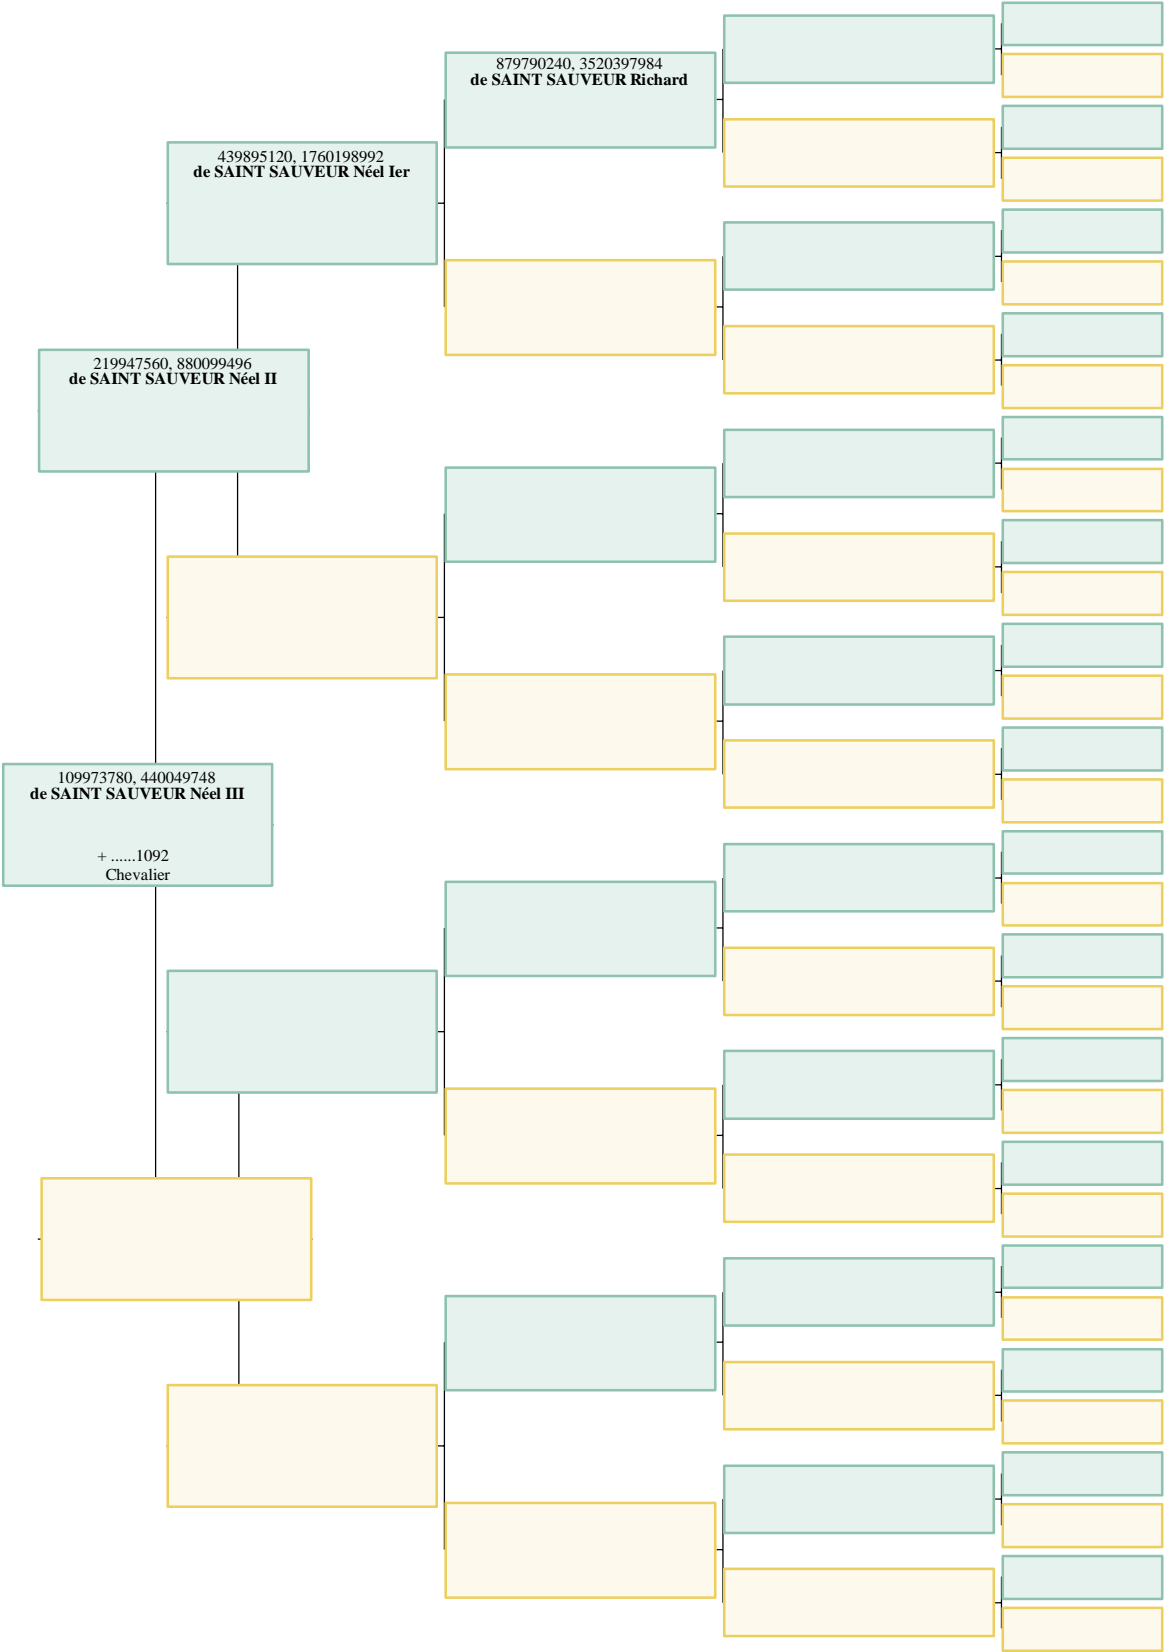 879790240, 3520397984
de SAINT SAUVEUR Richard
439895120, 1760198992
de SAINT SAUVEUR Néel Ier
219947560, 880099496
de SAINT SAUVEUR Néel II
109973780, 440049748
de SAINT SAUVEUR Néel III
+ ......1092
Chevalier